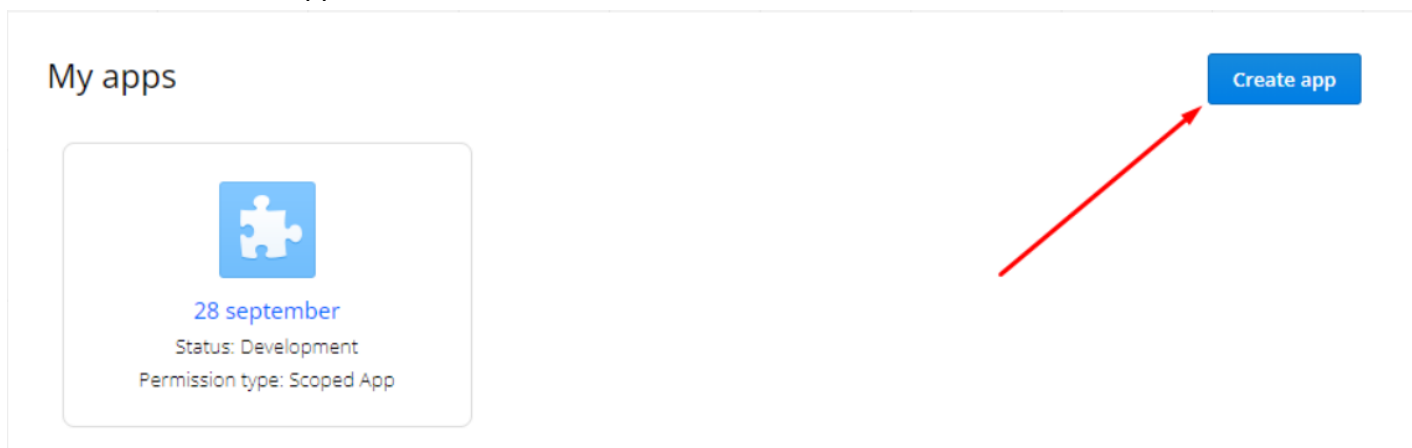 My apps
Create app
28 september
Status: Development
Permission type: Scoped App